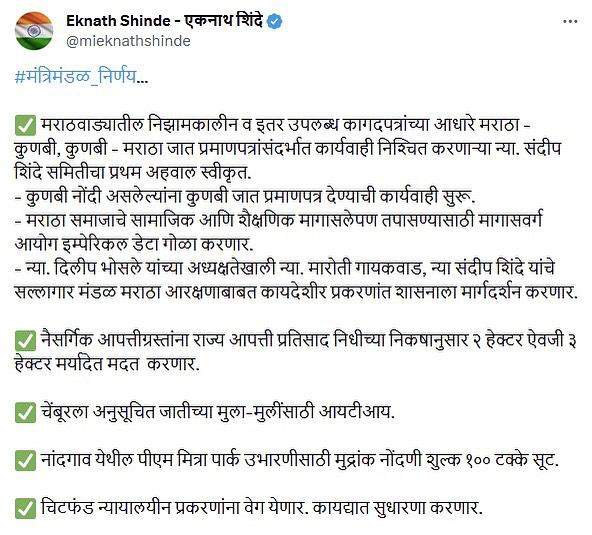 Eknath Shinde - एकनाथ शिंदे
@mieknathshinde
#मंत्रिमंडळ_निर्णय...
मराठवाड्यातील निझामकालीन व इतर उपलब्ध कागदपत्रांच्या आधारे मराठा -
कुणबी, कुणबी - मराठा जात प्रमाणपत्रांसंदर्भात कार्यवाही निश्चित करणाऱ्या न्या. संदीप
शिंदे समितीचा प्रथम अहवाल स्वीकृत.
- कुणबी नोंदी असलेल्यांना कुणबी जात प्रमाणपत्र देण्याची कार्यवाही सुरू.
- मराठा समाजाचे सामाजिक आणि शैक्षणिक मागासलेपण तपासण्यासाठी मागासवर्ग
आयोग इम्पेरिकल डेटा गोळा करणार.
- न्या. दिलीप भोसले यांच्या अध्यक्षतेखाली न्या. मारोती गायकवाड, न्या संदीप शिंदे यांचे
सल्लागार मंडळ मराठा आरक्षणाबाबत कायदेशीर प्रकरणांत शासनाला मार्गदर्शन करणार.
नैसर्गिक आपत्तीग्रस्तांना राज्य आपत्ती प्रतिसाद निधीच्या निकषानुसार २ हेक्टर ऐवजी ३
हेक्टर मर्यादेत मदत करणार.
चेंबूरला अनुसूचित जातीच्या मुला-मुलींसाठी आयटीआय.
नांदगाव येथील पीएम मित्रा पार्क उभारणीसाठी मुद्रांक नोंदणी शुल्क १०० टक्के सूट.
चिटफंड न्यायालयीन प्रकरणांना वेग येणार. कायद्यात सुधारणा करणार.